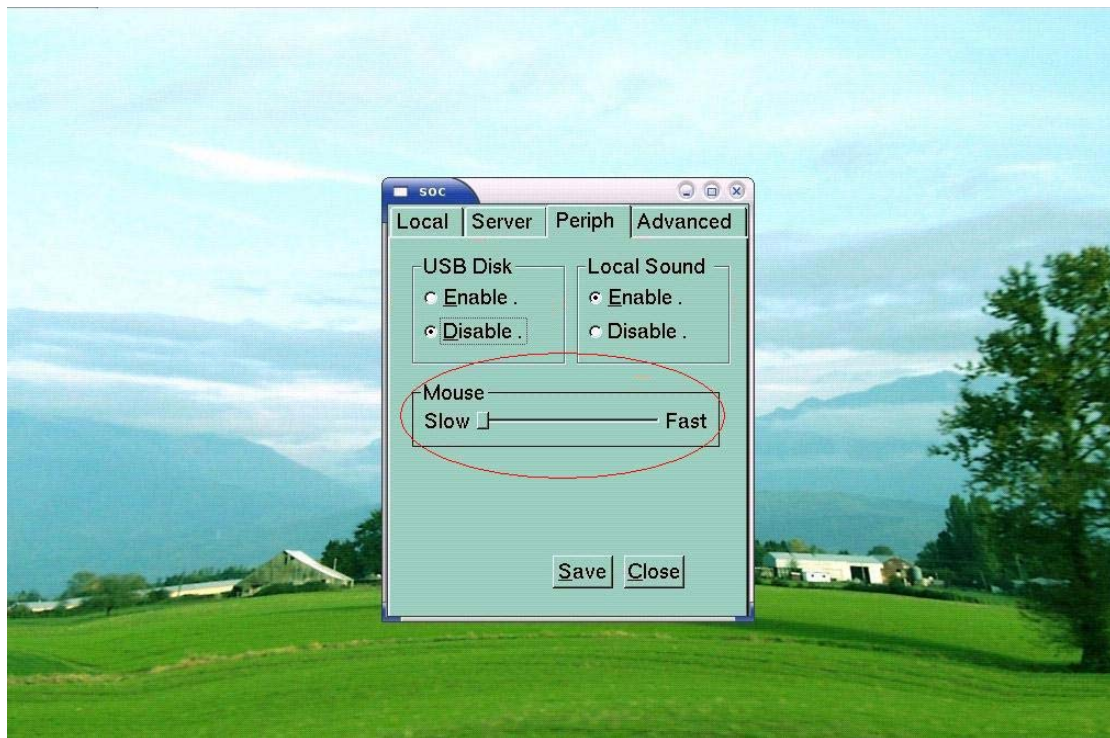 soc
Local Server Periph Advanced
USB Disk Local Sound
Enable . Enable .
Disable . Disable .
Mouse
Slow Fast
Save Close